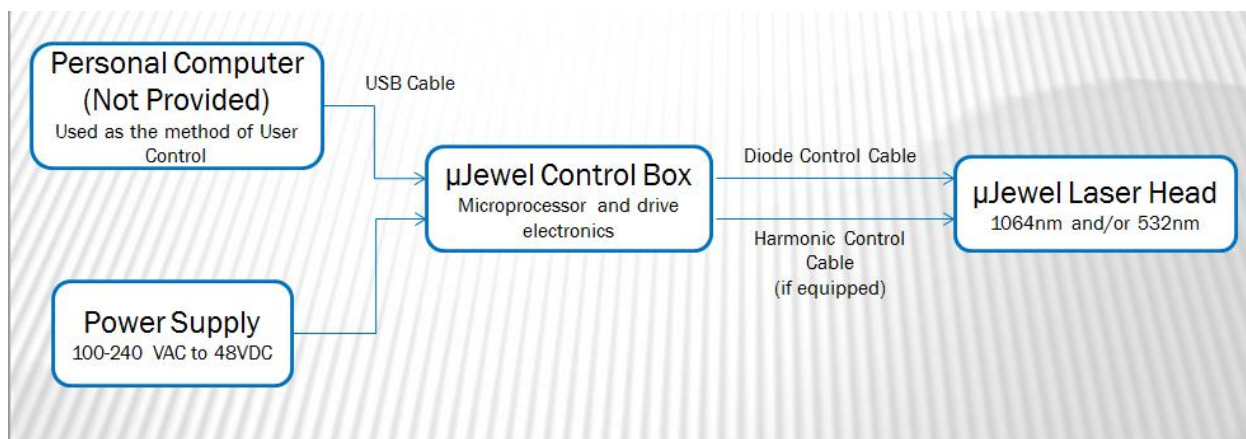 Personal Computer
(Not Provided)
Used as the method of User
Control
USB Cable
µJewel Control Box
Microprocessor and drive
electronics
Diode Control Cable
Harmonic Control
Cable
(if equipped)
µJewel Laser Head
1064nm and/or 532nm
Power Supply
100-240 VAC to 48VDC